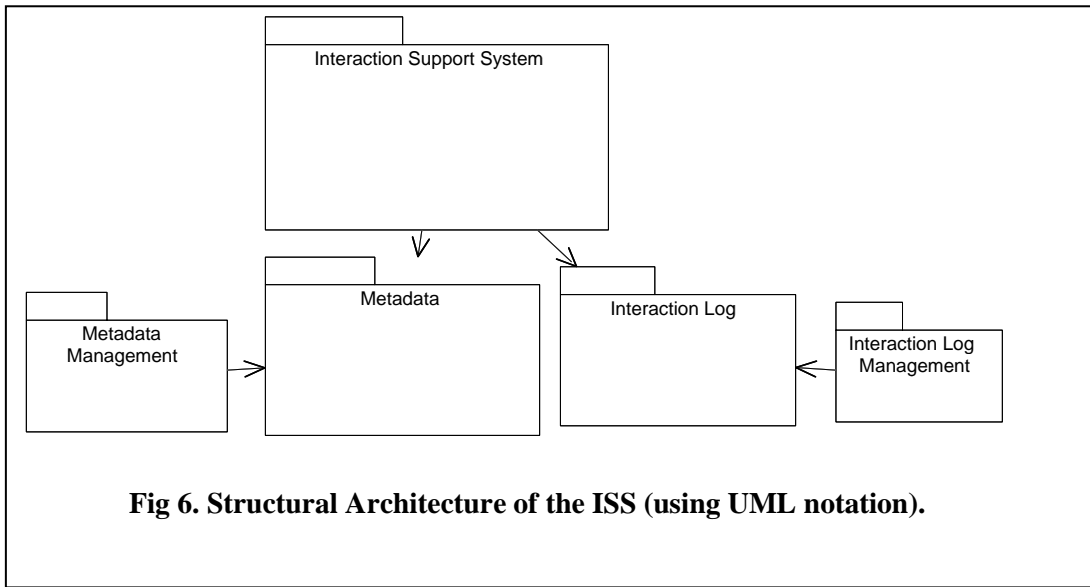 Interaction Support System
Metadada
Interaction Log
Metadata
Management
Interaction Log
Management
Fig 6. Structural Architecture of the ISS (using UML notation).